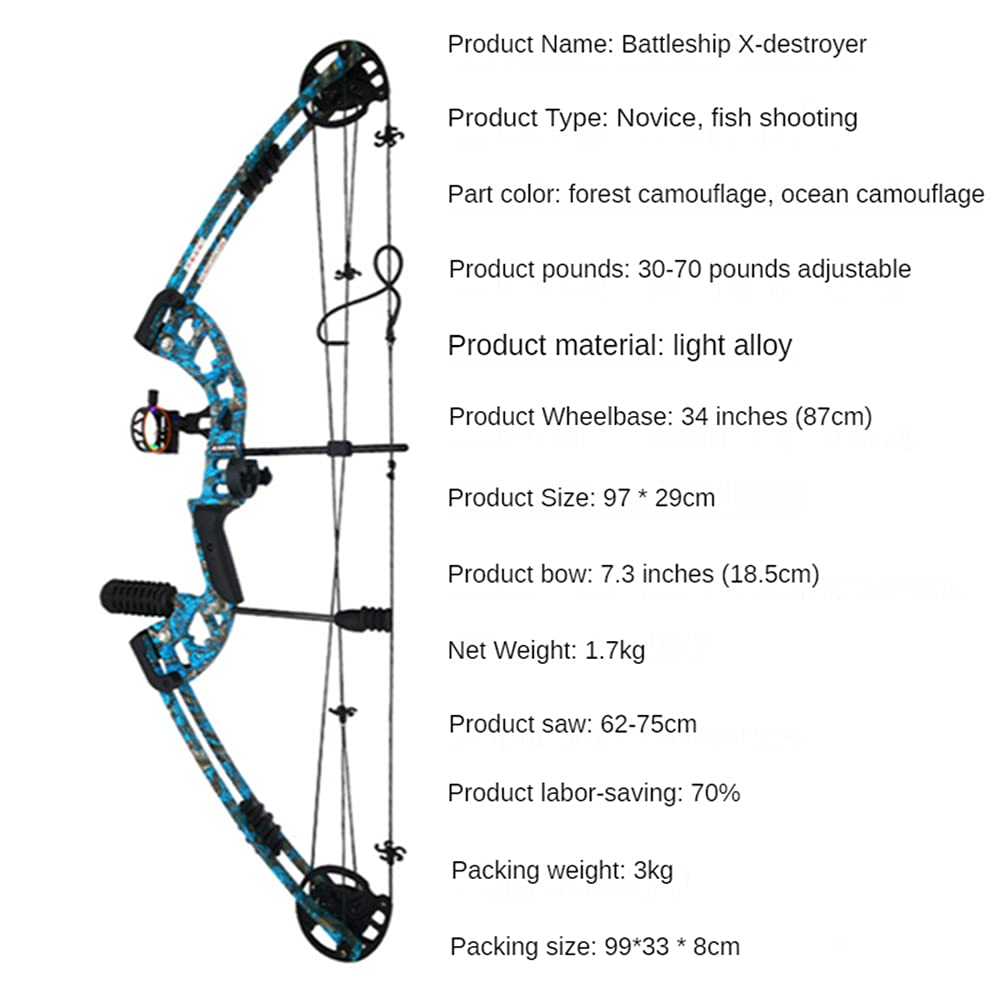 Product Name: Battleship X-destroyer
Product Type: Novice, fish shooting
Part color: forest camouflage, ocean camouflage
Product pounds: 30-70 pounds adjustable
Product material: light alloy
Product Wheelbase: 34 inches (87cm)
Product Size: 97 * 29cm
Product bow: 7.3 inches (18.5cm)
Net Weight: 1.7kg
Product saw: 62-75cm
Product labor-saving: 70%
Packing weight: 3kg
Packing size: 99*33 * 8cm